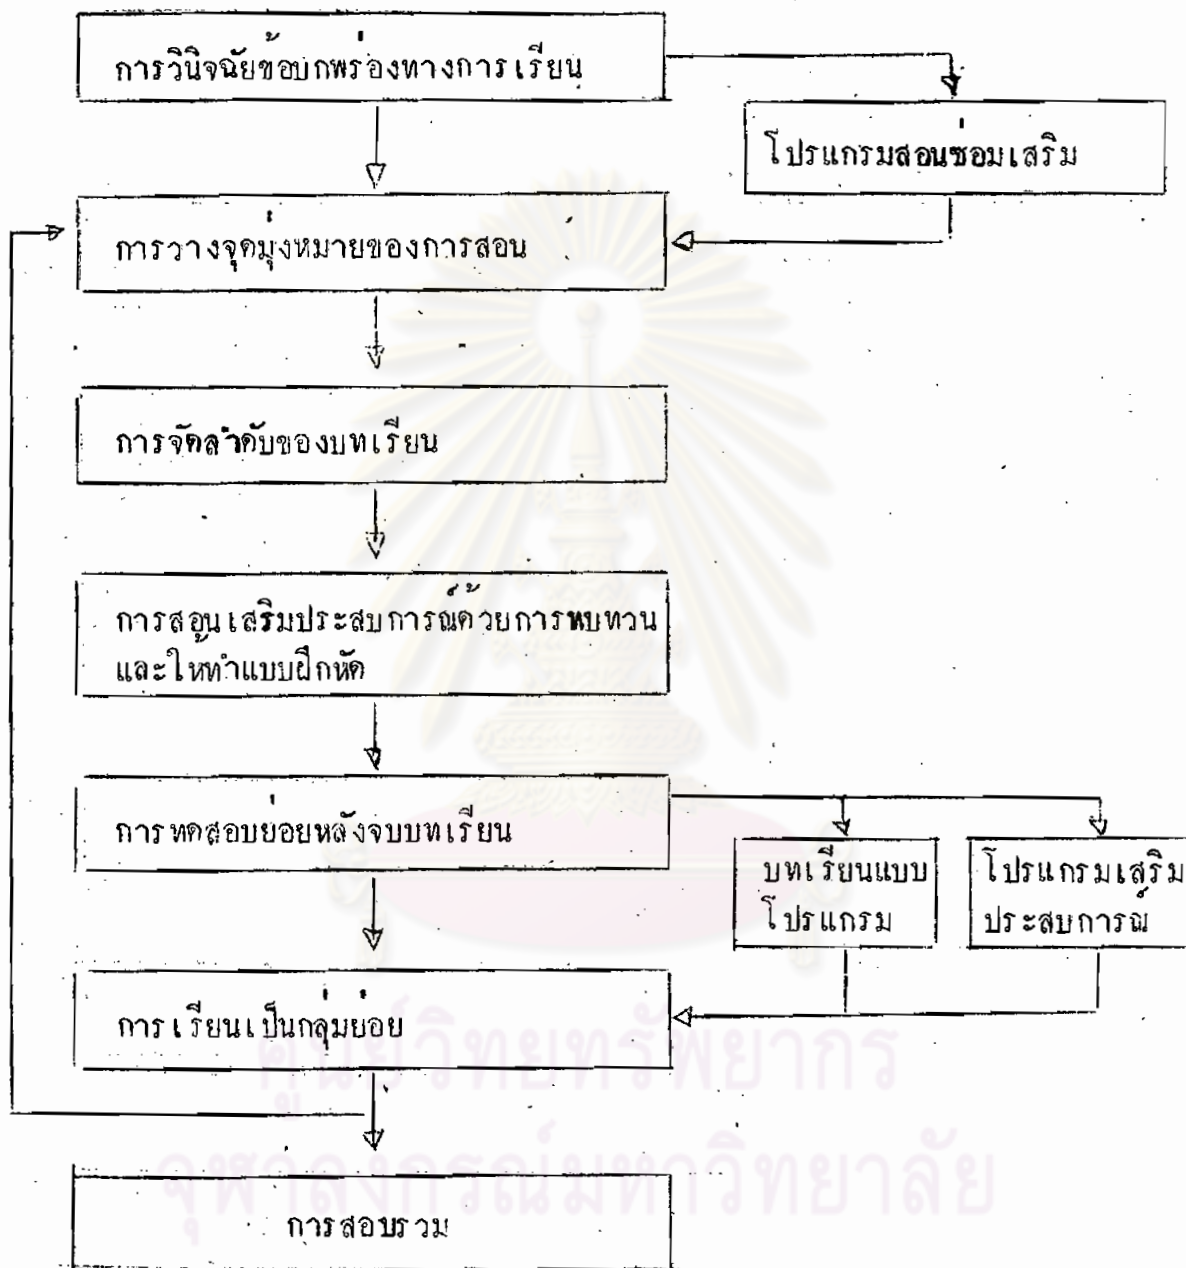 การวินิจฉัยข้อบกพร่องทางการเรียน
โปรแกรมสอนซ่อมเสริม
การวางจุดมุ่งหมายของการสอน
การจัดลำดับของบทเรียน
การสอนเสริมประสบการณ์ด้วยการทบทวน
และให้ทำแบบฝึกหัด
การทดสอบย่อยหลังจบบทเรียน
บทเรียนแบบ
โปรแกรม
โปรแกรมเสริม
ประสบการณ์
การเรียนเป็นกลุ่มย่อย
ศูนย์วิทยทรัพยากร
จุฬาลงกรณ์มหาวิทยาลัย
การสอบรวม